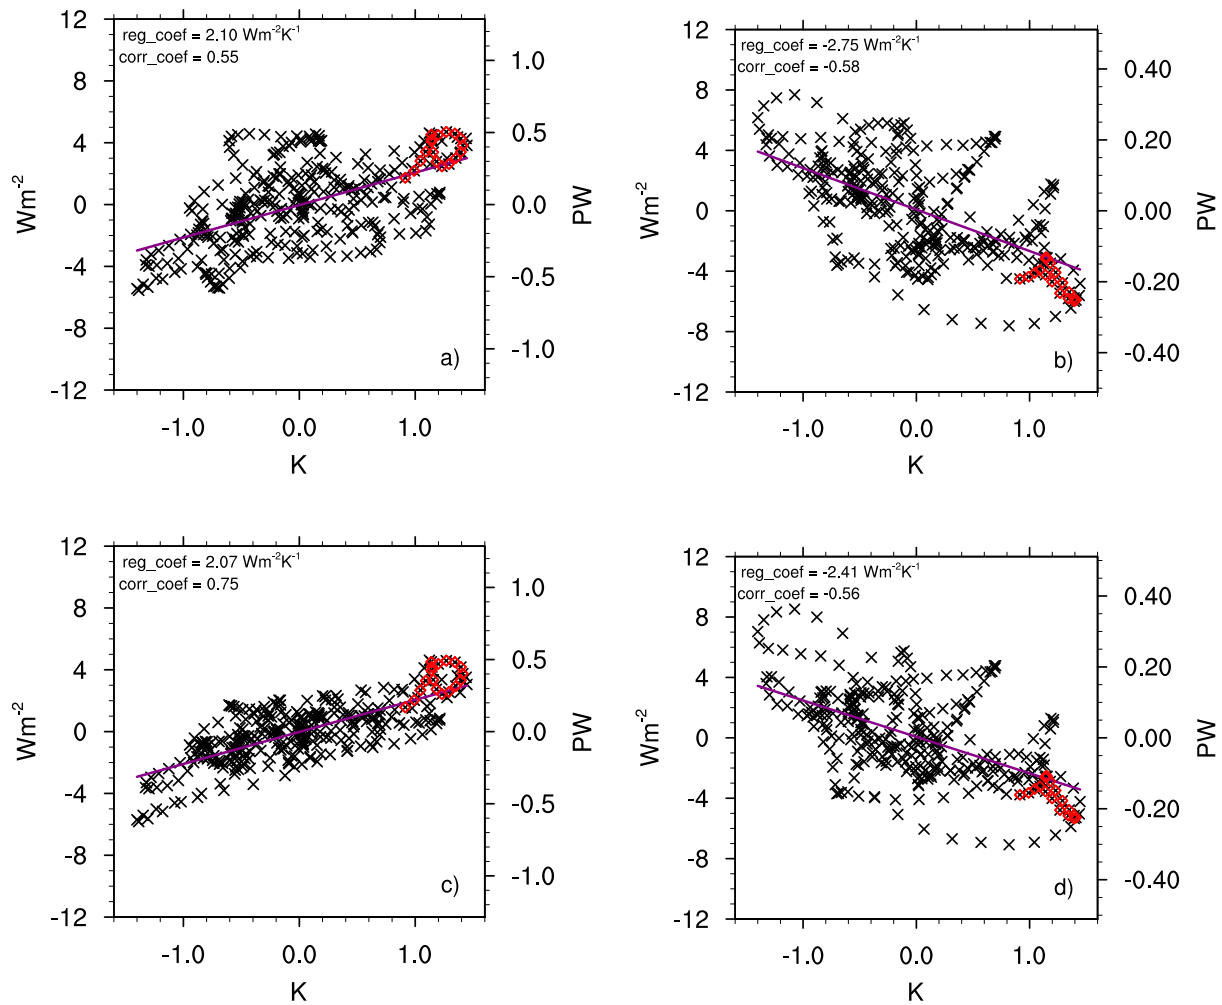 12
reg_coef = 2.10 Wm⁻²K⁻¹
corr_coef = 0.55
8
4
0
-4
-8
-12
Wm⁻²
1.0
0.5
0.0
-0.5
-1.0
PW
a)
-1.0 0.0 1.0
K
12
reg_coef = -2.75 Wm⁻²K⁻¹
corr_coef = -0.58
8
4
0
-4
-8
-12
Wm⁻²
0.40
0.20
0.00
-0.20
-0.40
PW
b)
-1.0 0.0 1.0
K
12
reg_coef = 2.07 Wm⁻²K⁻¹
corr_coef = 0.75
8
4
0
-4
-8
-12
Wm⁻²
1.0
0.5
0.0
-0.5
-1.0
PW
c)
-1.0 0.0 1.0
K
12
reg_coef = -2.41 Wm⁻²K⁻¹
corr_coef = -0.56
8
4
0
-4
-8
-12
Wm⁻²
0.40
0.20
0.00
-0.20
-0.40
PW
d)
-1.0 0.0 1.0
K